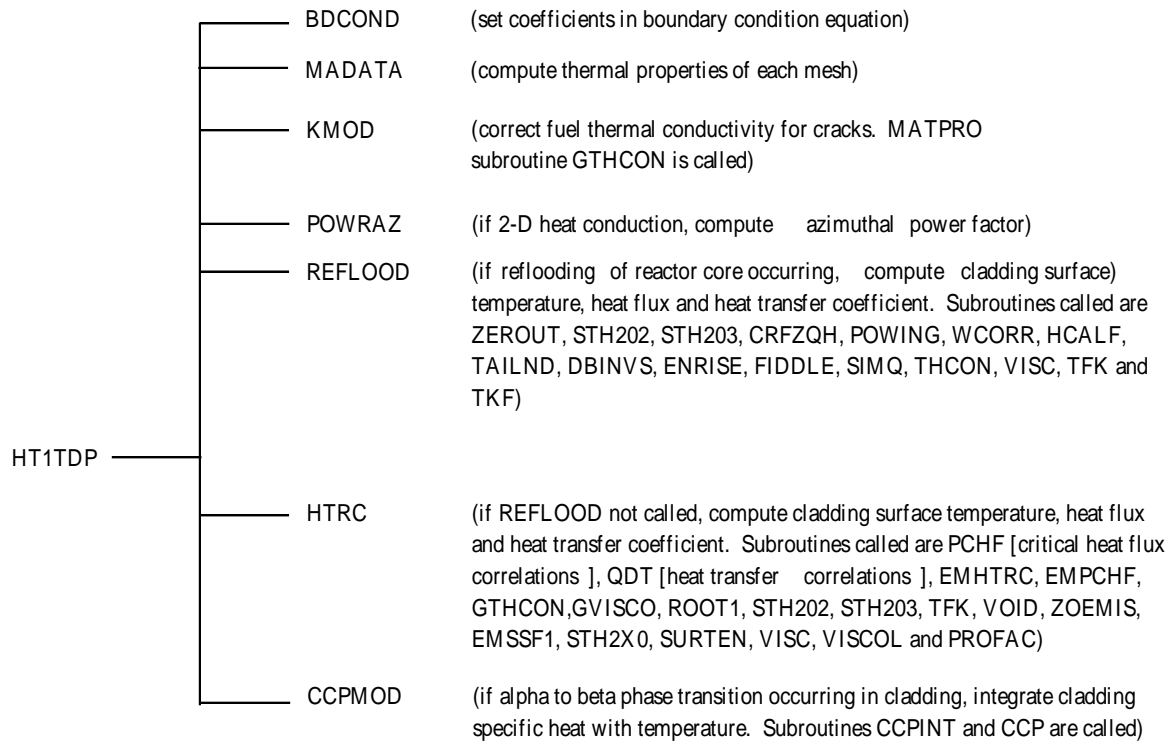 BDCOND (set coefficients in boundary condition equation)
MADATA (compute thermal properties of each mesh)
KMOD (correct fuel thermal conductivity for cracks. MATPRO
subroutine GTHCON is called)
POWRAZ (if 2-D heat conduction, compute azimuthal power factor)
REFLOOD (if reflooding of reactor core occurring, compute cladding surface)
temperature, heat flux and heat transfer coefficient. Subroutines called are
ZEROUT, STH202, STH203, CRFZQH, POWING, WCORR, HCALF,
TAILND, DBINVS, ENRISE, FIDDLE, SIMQ, THCON, VISC, TFK and
TKF)
HT1TDP
HTRC (if REFLOOD not called, compute cladding surface temperature, heat flux
and heat transfer coefficient. Subroutines called are PCHF [critical heat flux
correlations ], QDT [heat transfer correlations ], EMHTRC, EMPCHF,
GTHCON,GVISCO, ROOT1, STH202, STH203, TFK, VOID, ZOEMIS,
EMSSF1, STH2X0, SURTEN, VISC, VISCOL and PROFAC)
CCPMOD (if alpha to beta phase transition occurring in cladding, integrate cladding
specific heat with temperature. Subroutines CCPINT and CCP are called)